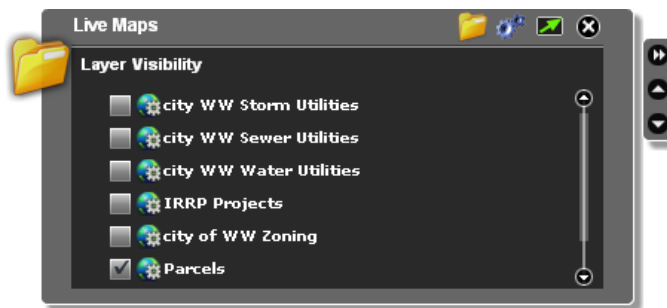 Live Maps
Layer Visibility
city WW Storm Utilities
city WW Sewer Utilities
city WW Water Utilities
IRRP Projects
city of WW Zoning
Parcels